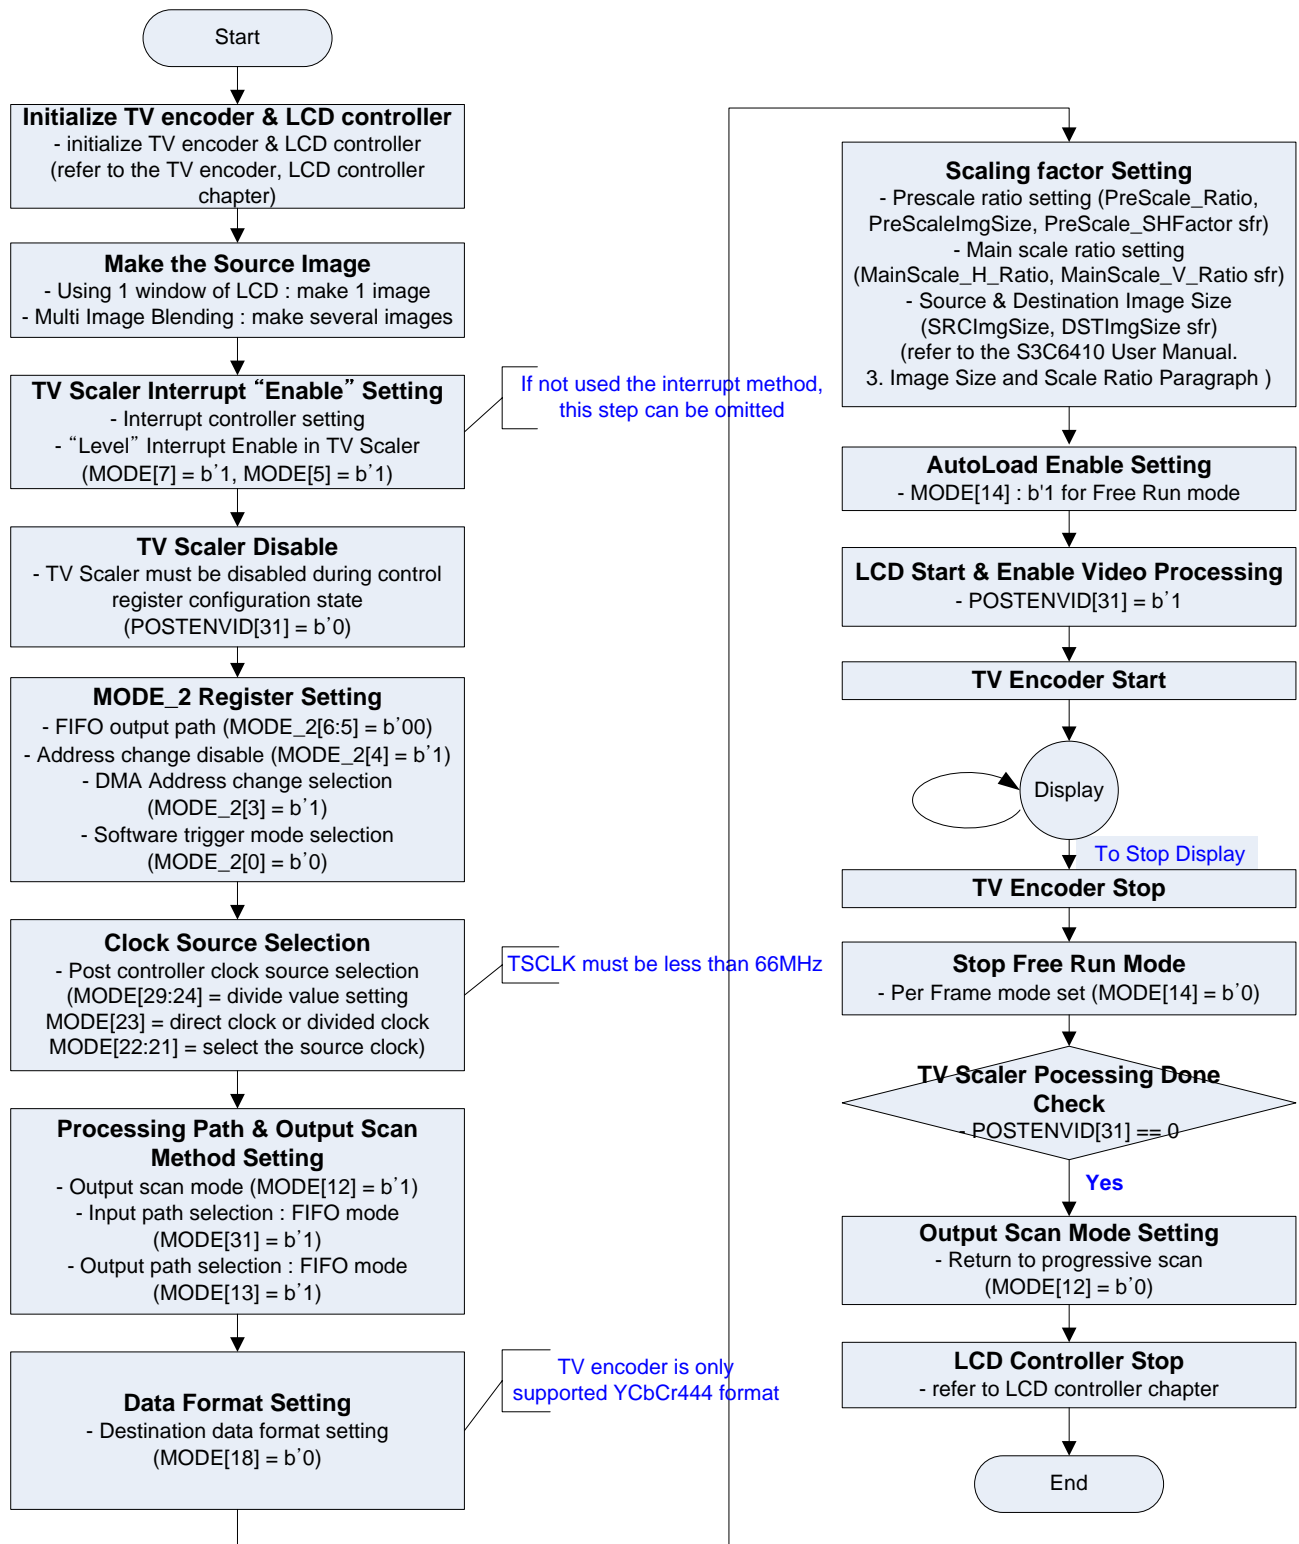 Start
Initialize TV encoder & LCD controller
- initialize TV encoder & LCD controller
(refer to the TV encoder, LCD controller
chapter)
Make the Source Image
- Using 1 window of LCD : make 1 image
- Multi Image Blending : make several images
TV Scaler Interrupt “Enable” Setting
- Interrupt controller setting
- “Level” Interrupt Enable in TV Scaler
(MODE[7] = b’1, MODE[5] = b’1)
If not used the interrupt method,
this step can be omitted
TV Scaler Disable
- TV Scaler must be disabled during control
register configuration state
(POSTENVID[31] = b’0)
MODE_2 Register Setting
- FIFO output path (MODE_2[6:5] = b’00)
- Address change disable (MODE_2[4] = b’1)
- DMA Address change selection
(MODE_2[3] = b’1)
- Software trigger mode selection
(MODE_2[0] = b’0)
Clock Source Selection
- Post controller clock source selection
(MODE[29:24] = divide value setting
MODE[23] = direct clock or divided clock
MODE[22:21] = select the source clock)
TSCLK must be less than 66MHz
Processing Path & Output Scan
Method Setting
- Output scan mode (MODE[12] = b’1)
- Input path selection : FIFO mode
(MODE[31] = b’1)
- Output path selection : FIFO mode
(MODE[13] = b’1)
Data Format Setting
- Destination data format setting
(MODE[18] = b’0)
TV encoder is only
supported YCbCr444 format
Scaling factor Setting
- Prescale ratio setting (PreScale_Ratio,
PreScaleImgSize, PreScale_SHFactor sfr)
- Main scale ratio setting
(MainScale_H_Ratio, MainScale_V_Ratio sfr)
- Source & Destination Image Size
(SRCImgSize, DSTImgSize sfr)
(refer to the S3C6410 User Manual.
3. Image Size and Scale Ratio Paragraph )
AutoLoad Enable Setting
- MODE[14] : b'1 for Free Run mode
LCD Start & Enable Video Processing
- POSTENVID[31] = b’1
TV Encoder Start
Display
To Stop Display
TV Encoder Stop
Stop Free Run Mode
- Per Frame mode set (MODE[14] = b’0)
TV Scaler Pocessing Done
Check
- POSTENVID[31] == 0
Yes
Output Scan Mode Setting
- Return to progressive scan
(MODE[12] = b’0)
LCD Controller Stop
- refer to LCD controller chapter
End